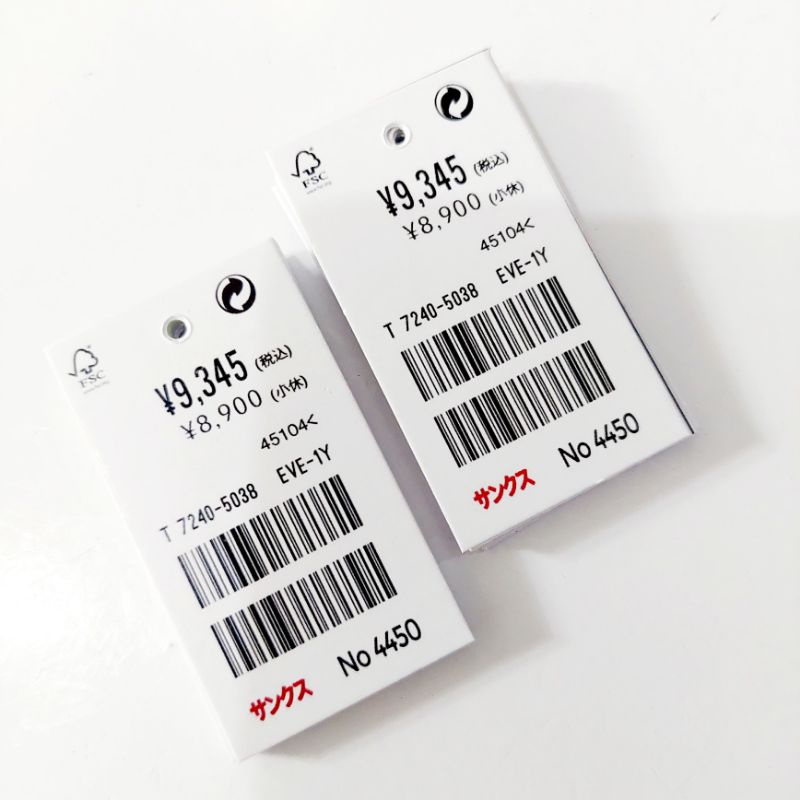 FSC
¥9,345 (税込)
¥8,900 (小休)
45104<
EVE-1Y
T 7240-5038
No 4450
サンクス
FSC
¥9,345 (税込)
¥8,900 (小休)
45104<
EVE-1Y
T 7240-5038
No 4450
サンクス